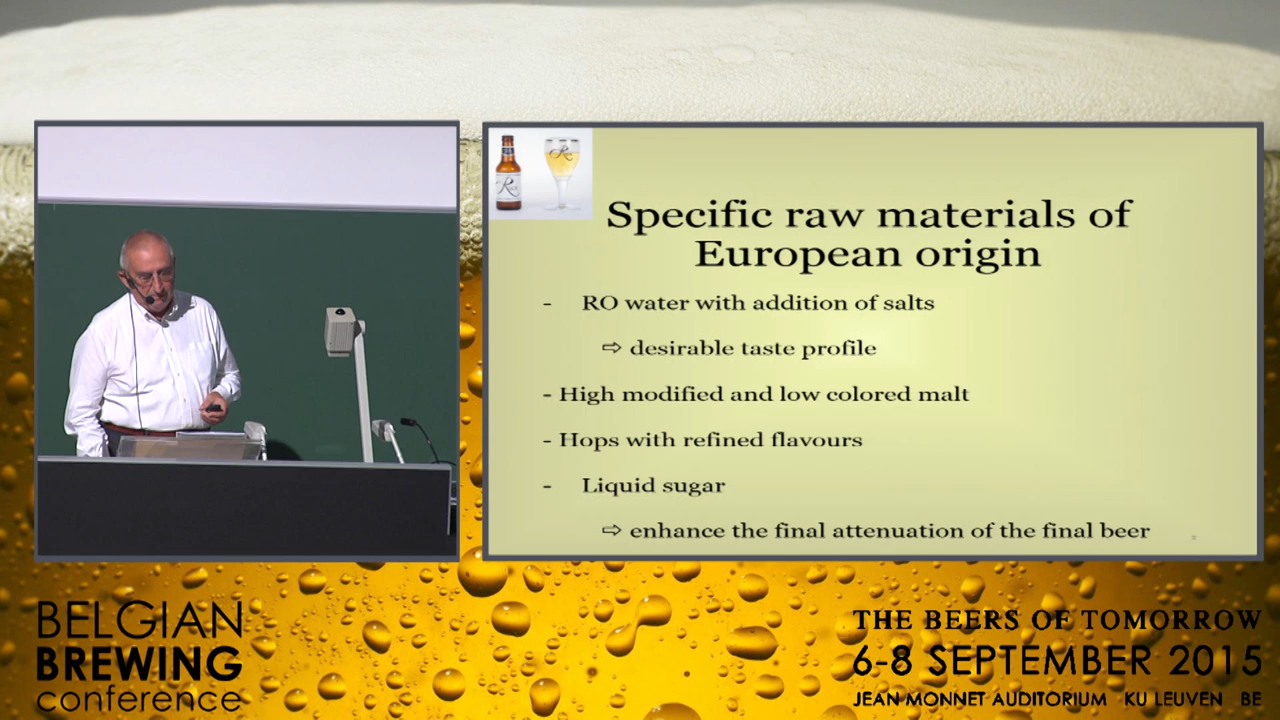 Specific raw materials of
European origin
- RO water with addition of salts
⇨ desirable taste profile
- High modified and low colored malt
- Hops with refined flavours
- Liquid sugar
⇨ enhance the final attenuation of the final beer
BELGIAN
BREWING
conference
THE BEERS OF TOMORROW
6-8 SEPTEMBER 2015
JEAN MONNET AUDITORIUM KU LEUVEN BE